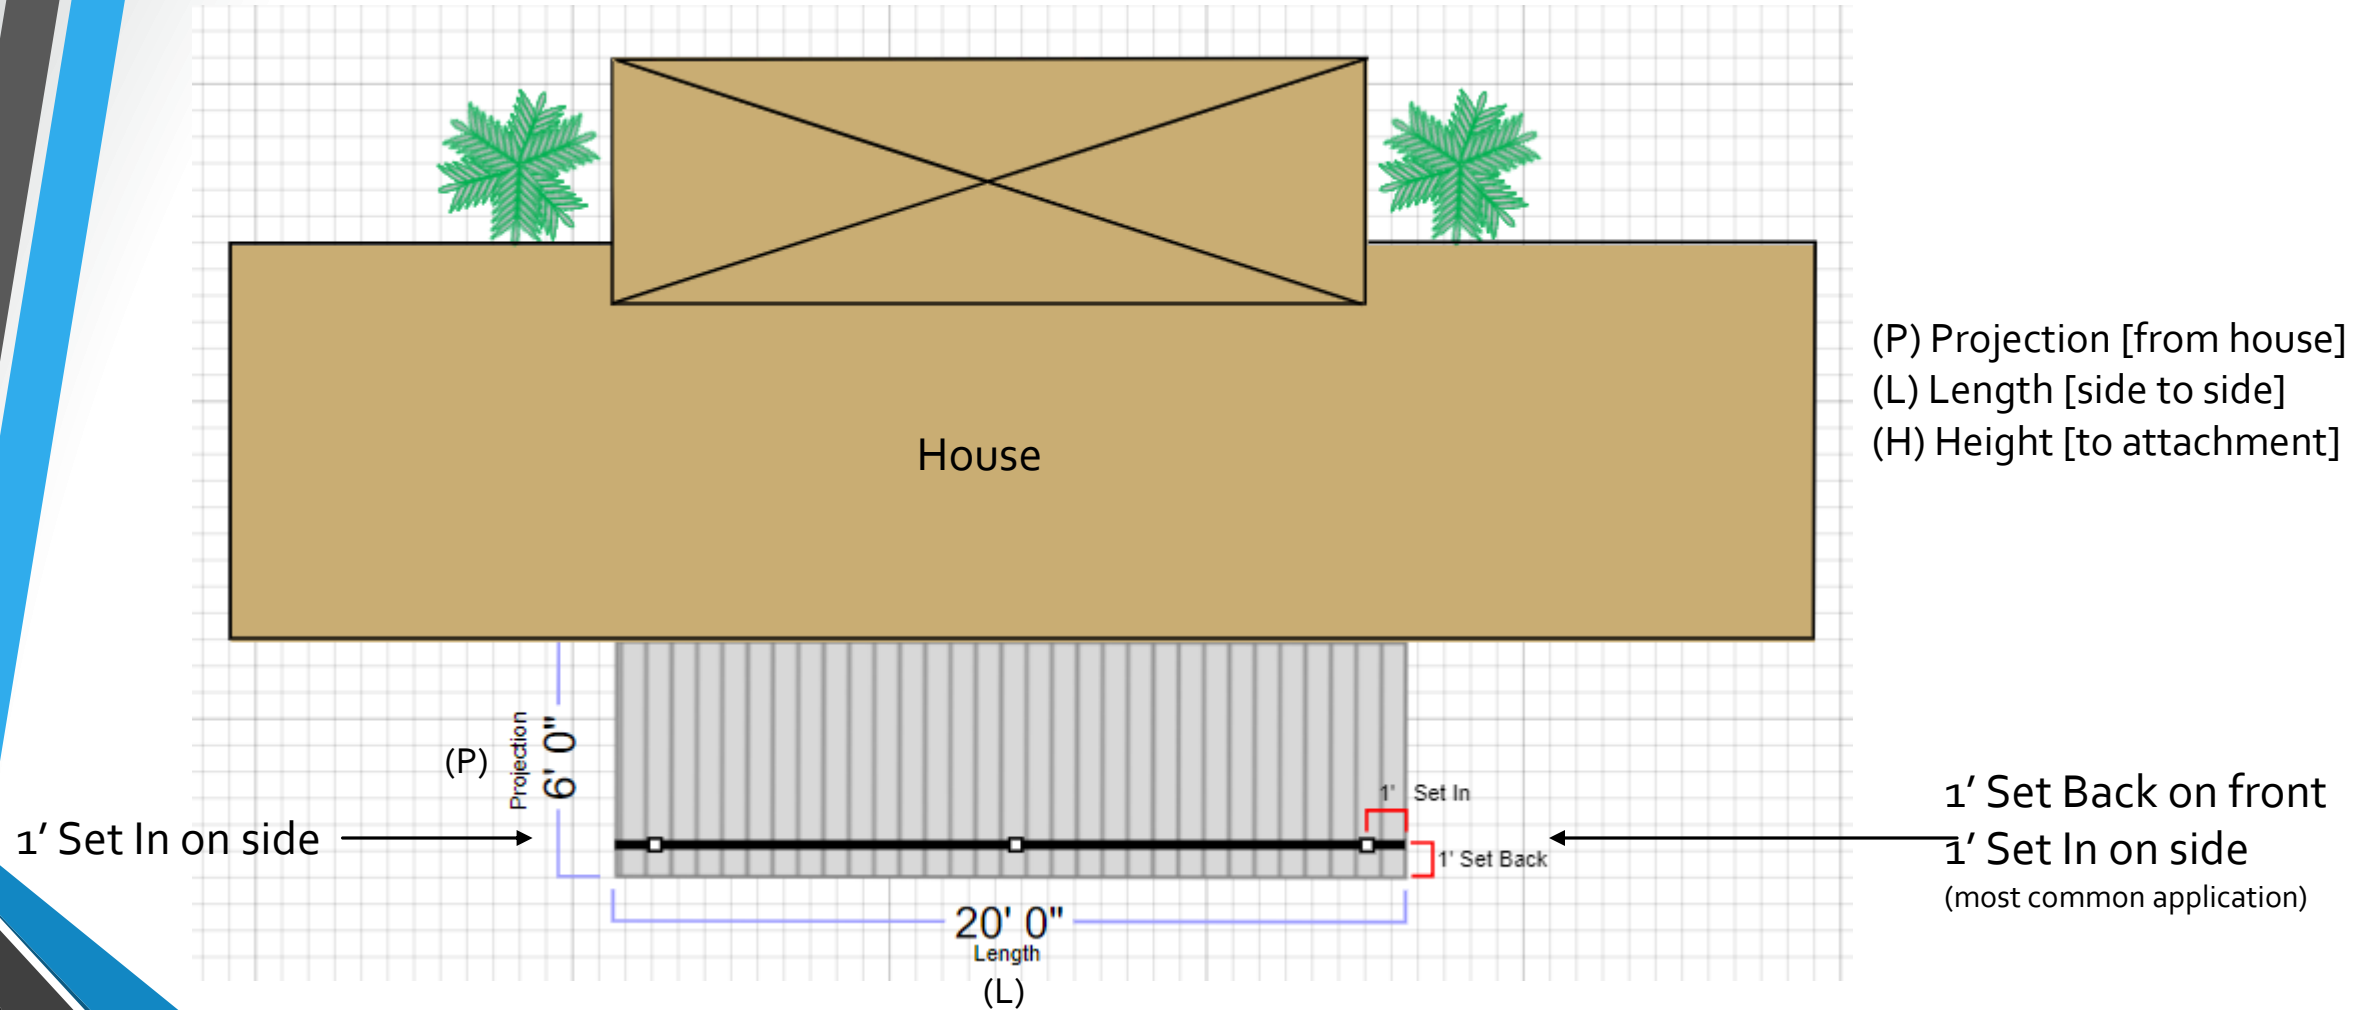 House
(P) Projection [from house]
(L) Length [side to side]
(H) Height [to attachment]
(P)
Projection
6' 0"
1' Set In
1' Set Back
1' Set In on side
1' Set Back on front
1' Set In on side
(most common application)
20' 0"
Length
(L)